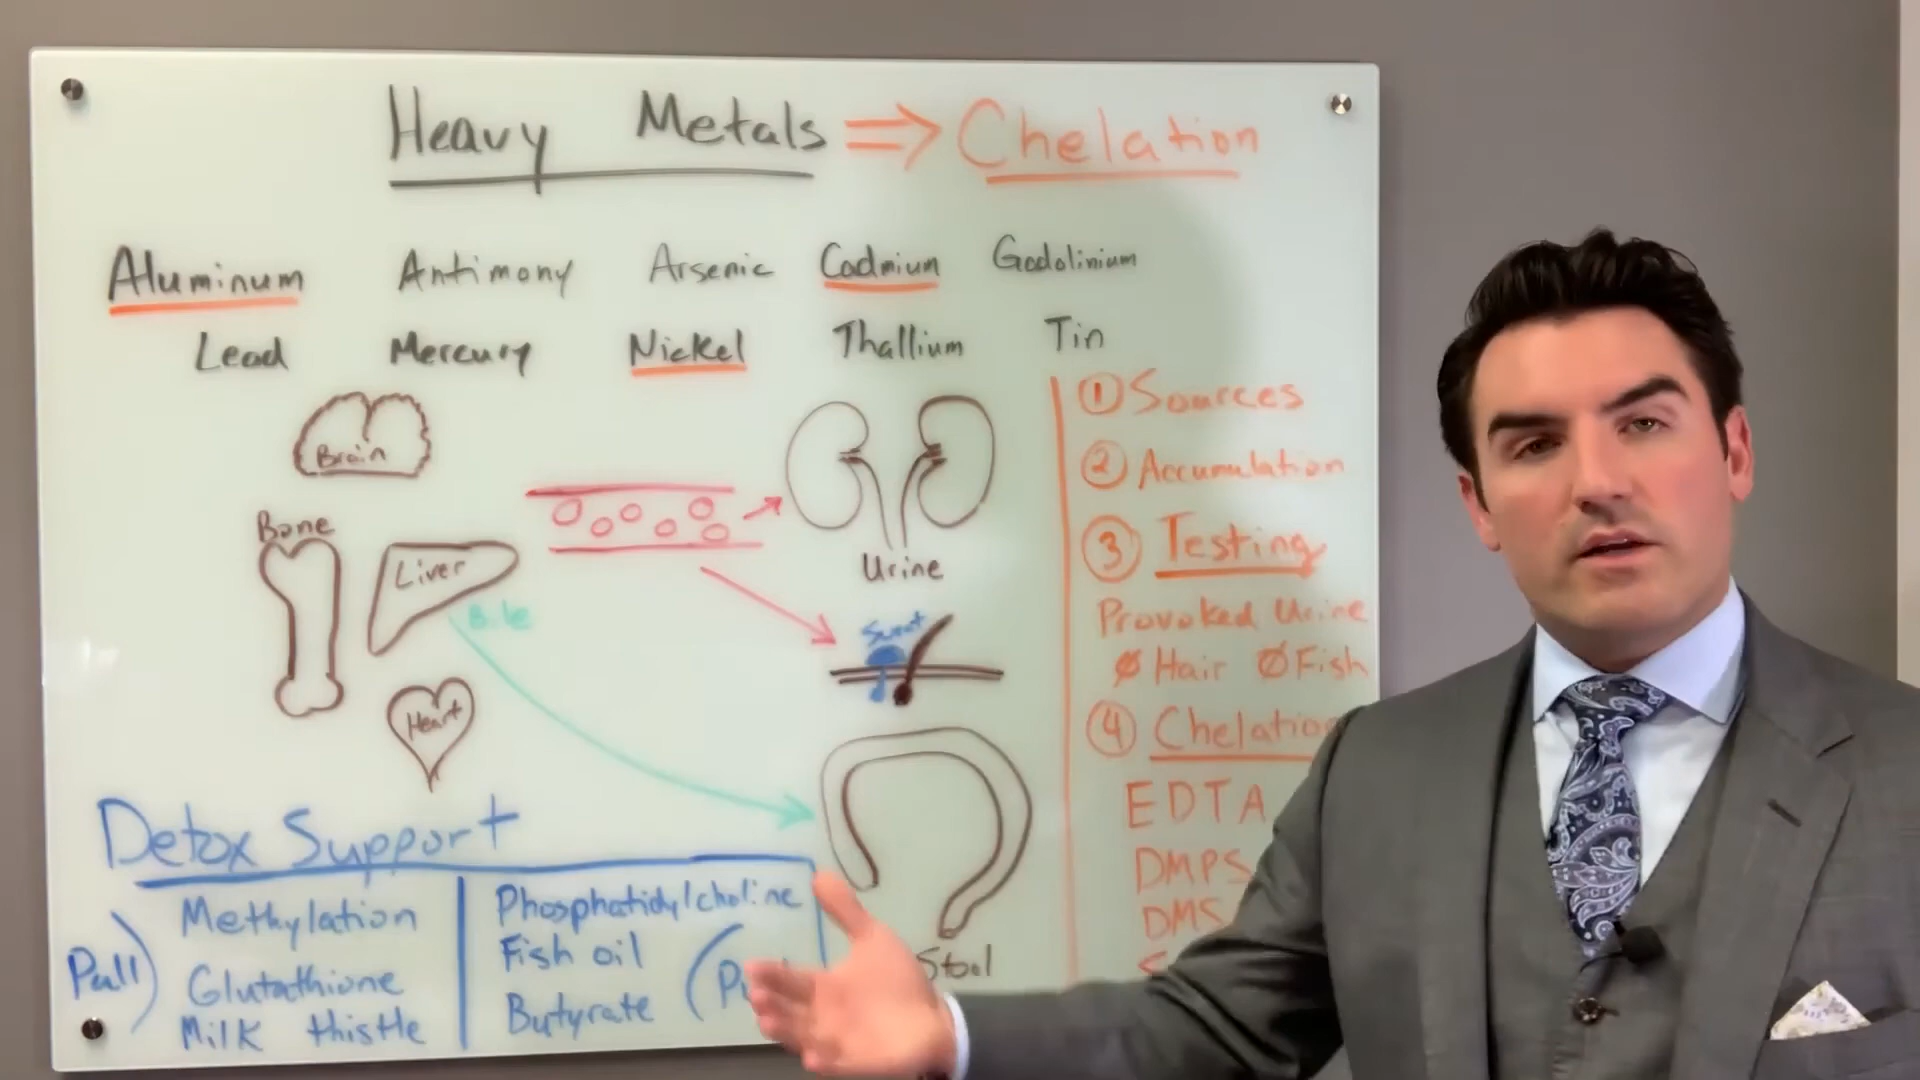 Heavy Metals ⇒ Chelation
Aluminum Antimony Arsenic Cadmium Gadolinium
Lead Mercury Nickel Thallium Tin
Brain
Bone
Liver
Bile
Heart
Urine
Sweat
Stool
① Sources
② Accumulation
③ Testing
Provoked Urine
Ø Hair Ø Fish
④ Chelation
EDTA
DMPS
DMS
Detox Support
Pull)
Methylation
Glutathione
Milk thistle
Phosphatidylcholine
Fish oil
Butyrate